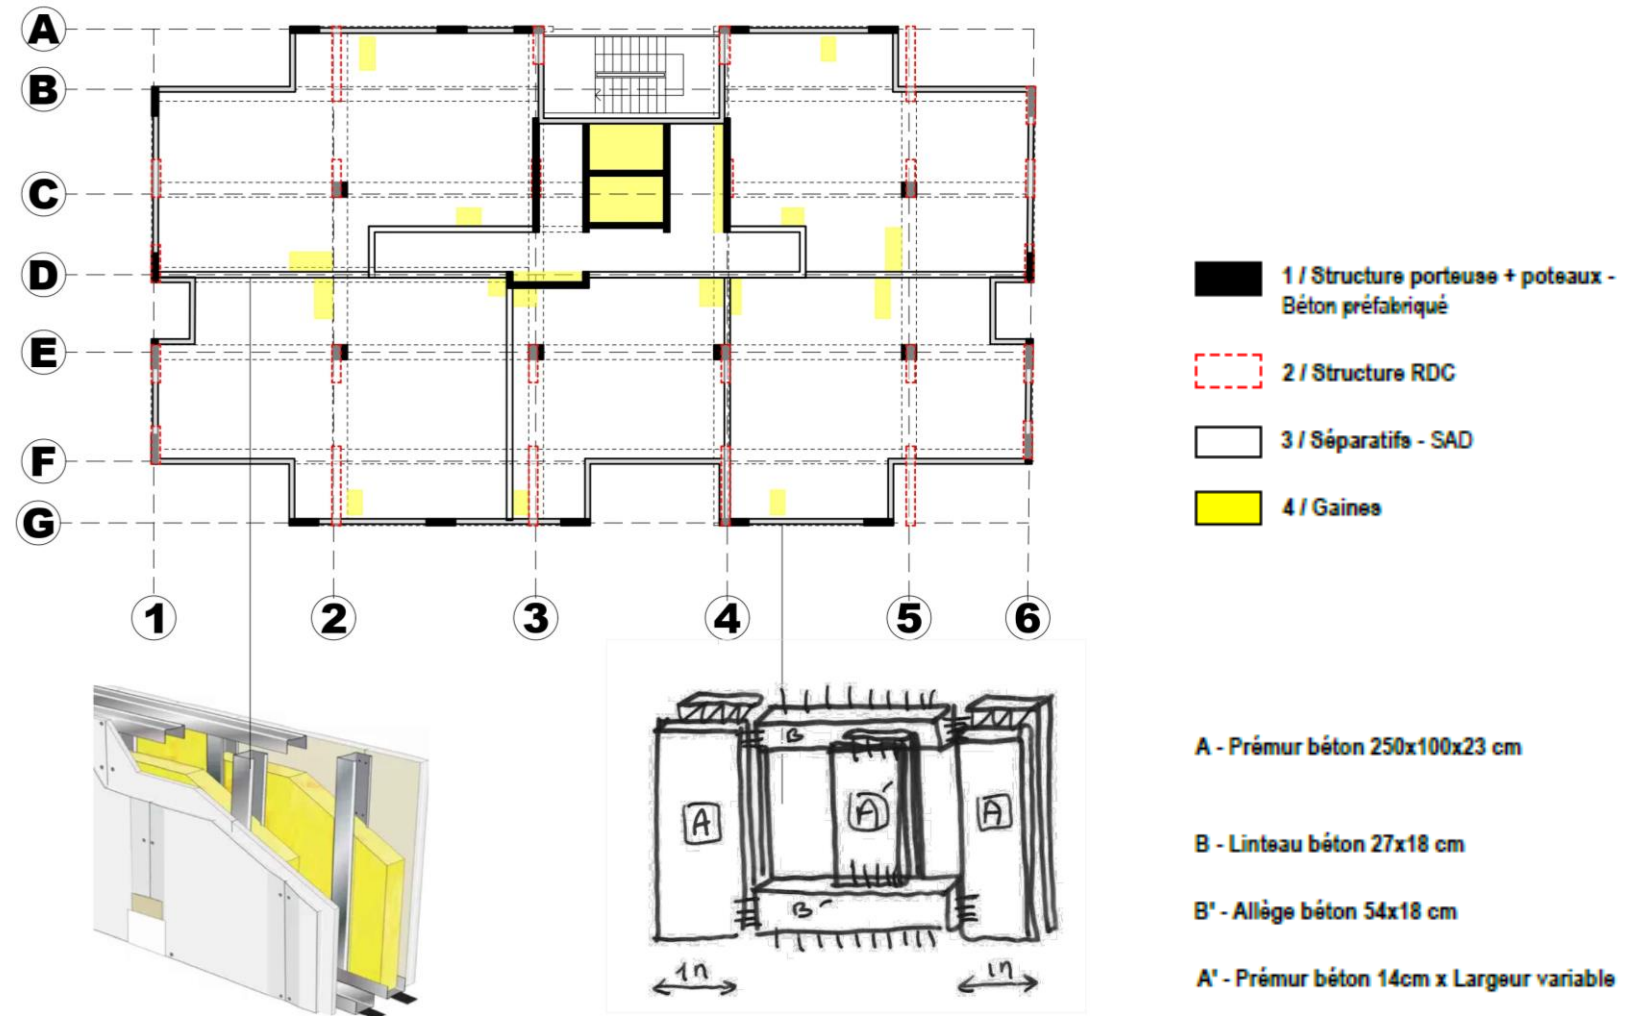 A
B
C
D
E
F
G
1 2 3 4 5 6
1 / Structure porteuse + poteaux -
Béton préfabriqué
2 / Structure RDC
3 / Séparatifs - SAD
4 / Gaines
B
A
A'
A
B'
1m
1m
A - Prémur béton 250x100x23 cm
B - Linteau béton 27x18 cm
B' - Allège béton 54x18 cm
A' - Prémur béton 14cm x Largeur variable